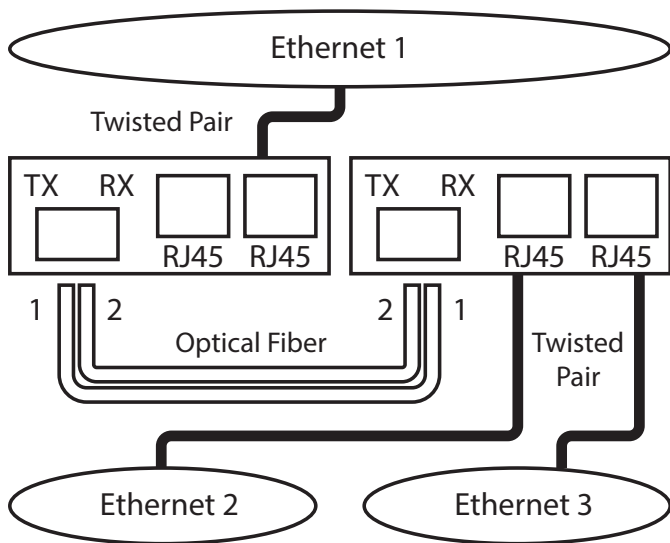 Ethernet 1
Twisted Pair
TX RX
RJ45 RJ45
TX RX
RJ45 RJ45
1 2
Optical Fiber
2 1
Twisted
Pair
Ethernet 2
Ethernet 3